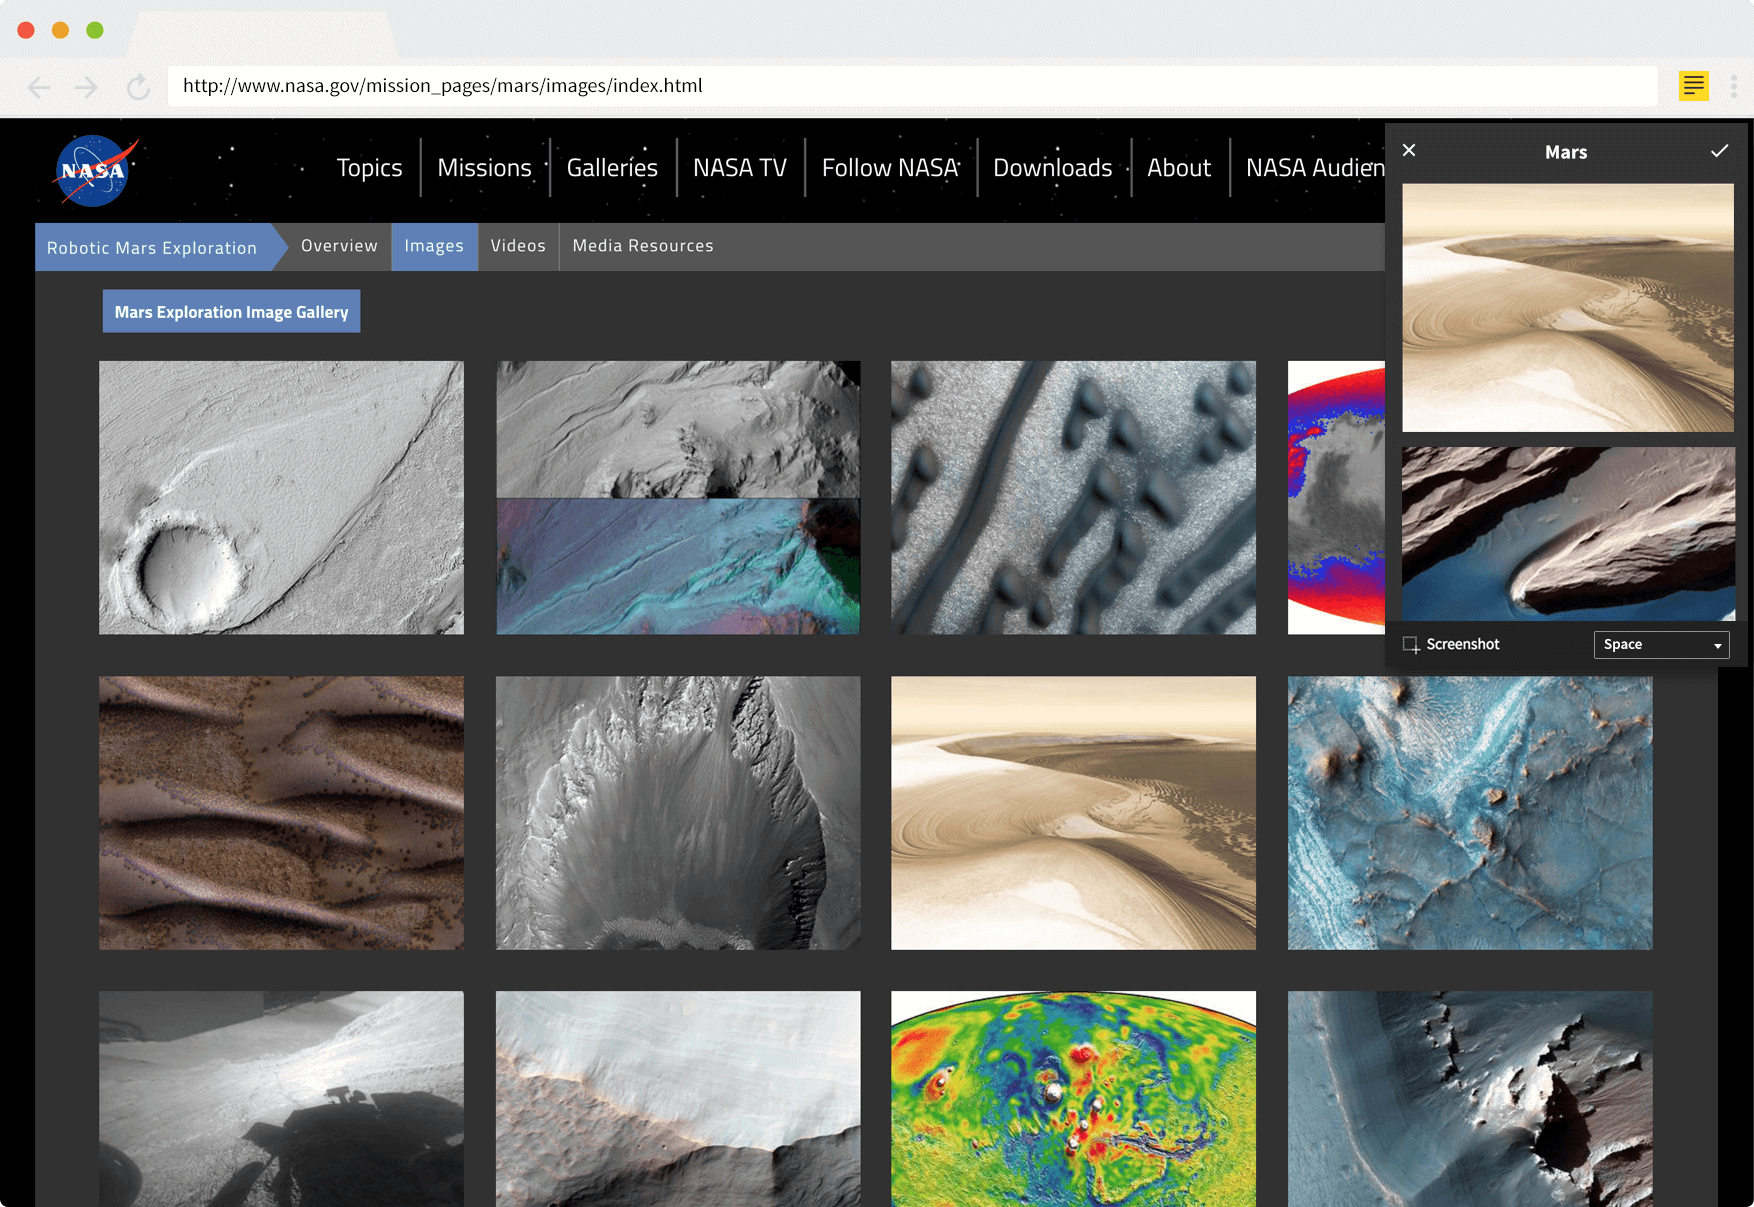 http://www.nasa.gov/mission_pages/mars/images/index.html
NASA
Topics
Missions
Galleries
NASA TV
Follow NASA
Downloads
About
NASA Audien
Robotic Mars Exploration
Overview
Images
Videos
Media Resources
Mars Exploration Image Gallery
Mars
Screenshot
Space